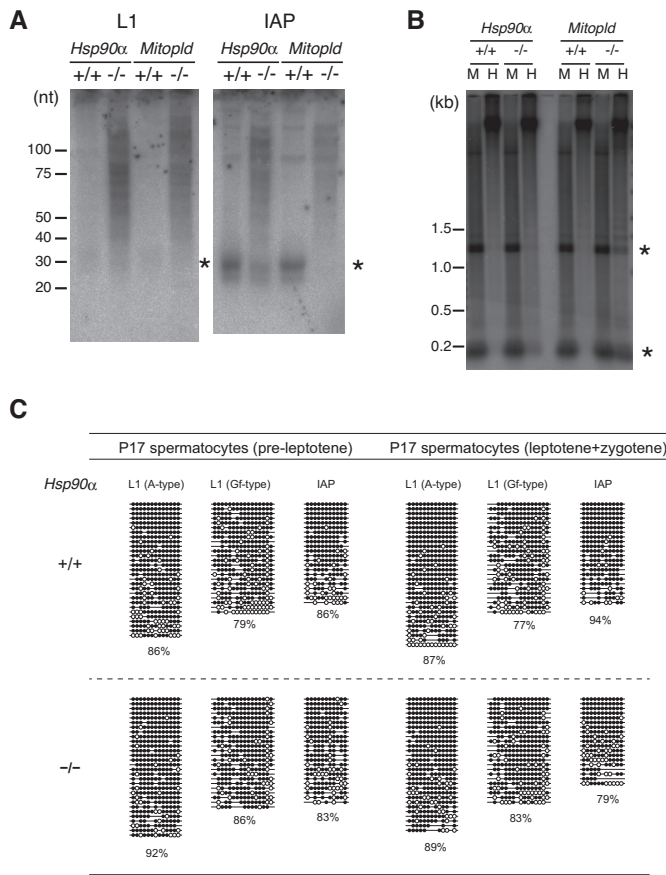 A
L1
IAP
Hsp90α Mitopld Hsp90α Mitopld
+/+ -/- +/+ -/- +/+ -/- +/+ -/-
(nt)
100
75
50
40
30
20
*
*
B
Hsp90α Mitopld
+/+ -/- +/+ -/-
M H M H M H M H
(kb)
1.5
1.0
0.5
0.2
*
*
C
P17 spermatocytes (pre-leptotene) P17 spermatocytes (leptotene+zygotene)
Hsp90α L1 (A-type) L1 (Gf-type) IAP L1 (A-type) L1 (Gf-type) IAP
+/+
86% 79% 86% 87% 77% 94%
−/−
92% 86% 83% 89% 83% 79%